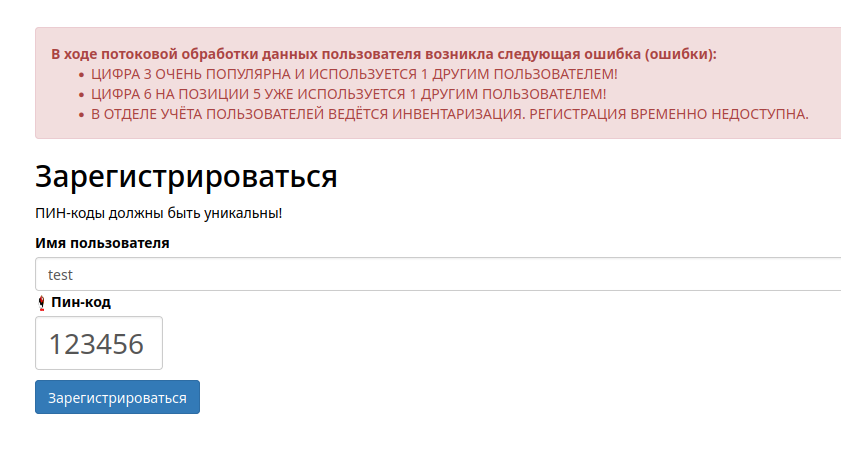 В ходе потоковой обработки данных пользователя возникла следующая ошибка (ошибки):
ЦИФРА 3 ОЧЕНЬ ПОПУЛЯРНА И ИСПОЛЬЗУЕТСЯ 1 ДРУГИМ ПОЛЬЗОВАТЕЛЕМ!
ЦИФРА 6 НА ПОЗИЦИИ 5 УЖЕ ИСПОЛЬЗУЕТСЯ 1 ДРУГИМ ПОЛЬЗОВАТЕЛЕМ!
В ОТДЕЛЕ УЧЁТА ПОЛЬЗОВАТЕЛЕЙ ВЕДЁТСЯ ИНВЕНТАРИЗАЦИЯ. РЕГИСТРАЦИЯ ВРЕМЕННО НЕДОСТУПНА.
Зарегистрироваться
ПИН-коды должны быть уникальны!
Имя пользователя
test
Пин-код
123456
Зарегистрироваться